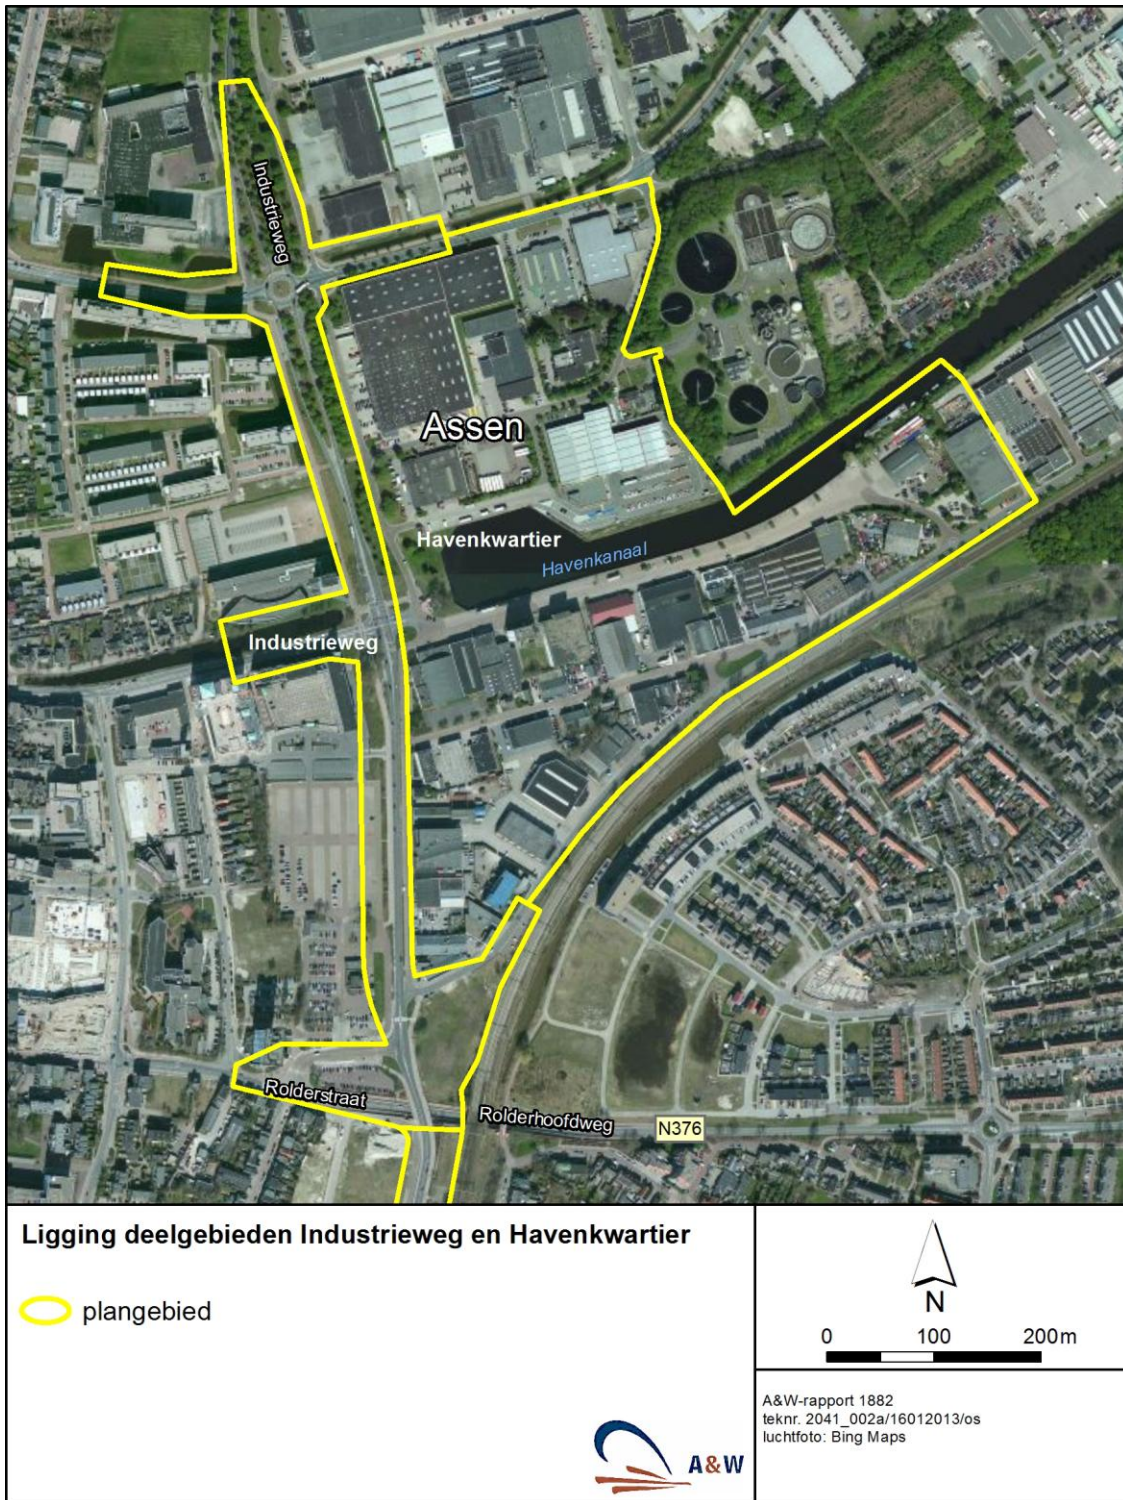 Industrieweg
Assen
Havenkwartier
Havenkanaal
Industrieweg
Rolderstraat
Rolderhoofdweg
N376
Ligging deelgebieden Industrieweg en Havenkwartier
plangebied
N
0 100 200m
A&W-rapport 1882
teknr. 2041_002a/16012013/os
luchtfoto: Bing Maps
A&W